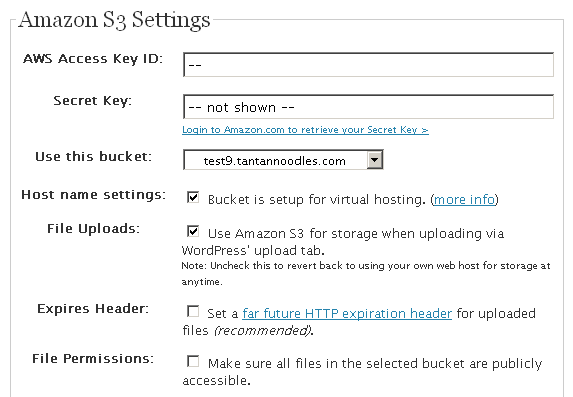 Amazon S3 Settings
AWS Access Key ID:
--
Secret Key:
-- not shown --
Login to Amazon.com to retrieve your Secret Key >
Use this bucket:
test9.tantannoodles.com
Host name settings:
Bucket is setup for virtual hosting. (more info)
File Uploads:
Use Amazon S3 for storage when uploading via
WordPress' upload tab.
Note: Uncheck this to revert back to using your own web host for storage at
anytime.
Expires Header:
Set a far future HTTP expiration header for uploaded
files (recommended).
File Permissions:
Make sure all files in the selected bucket are publicly
accessible.